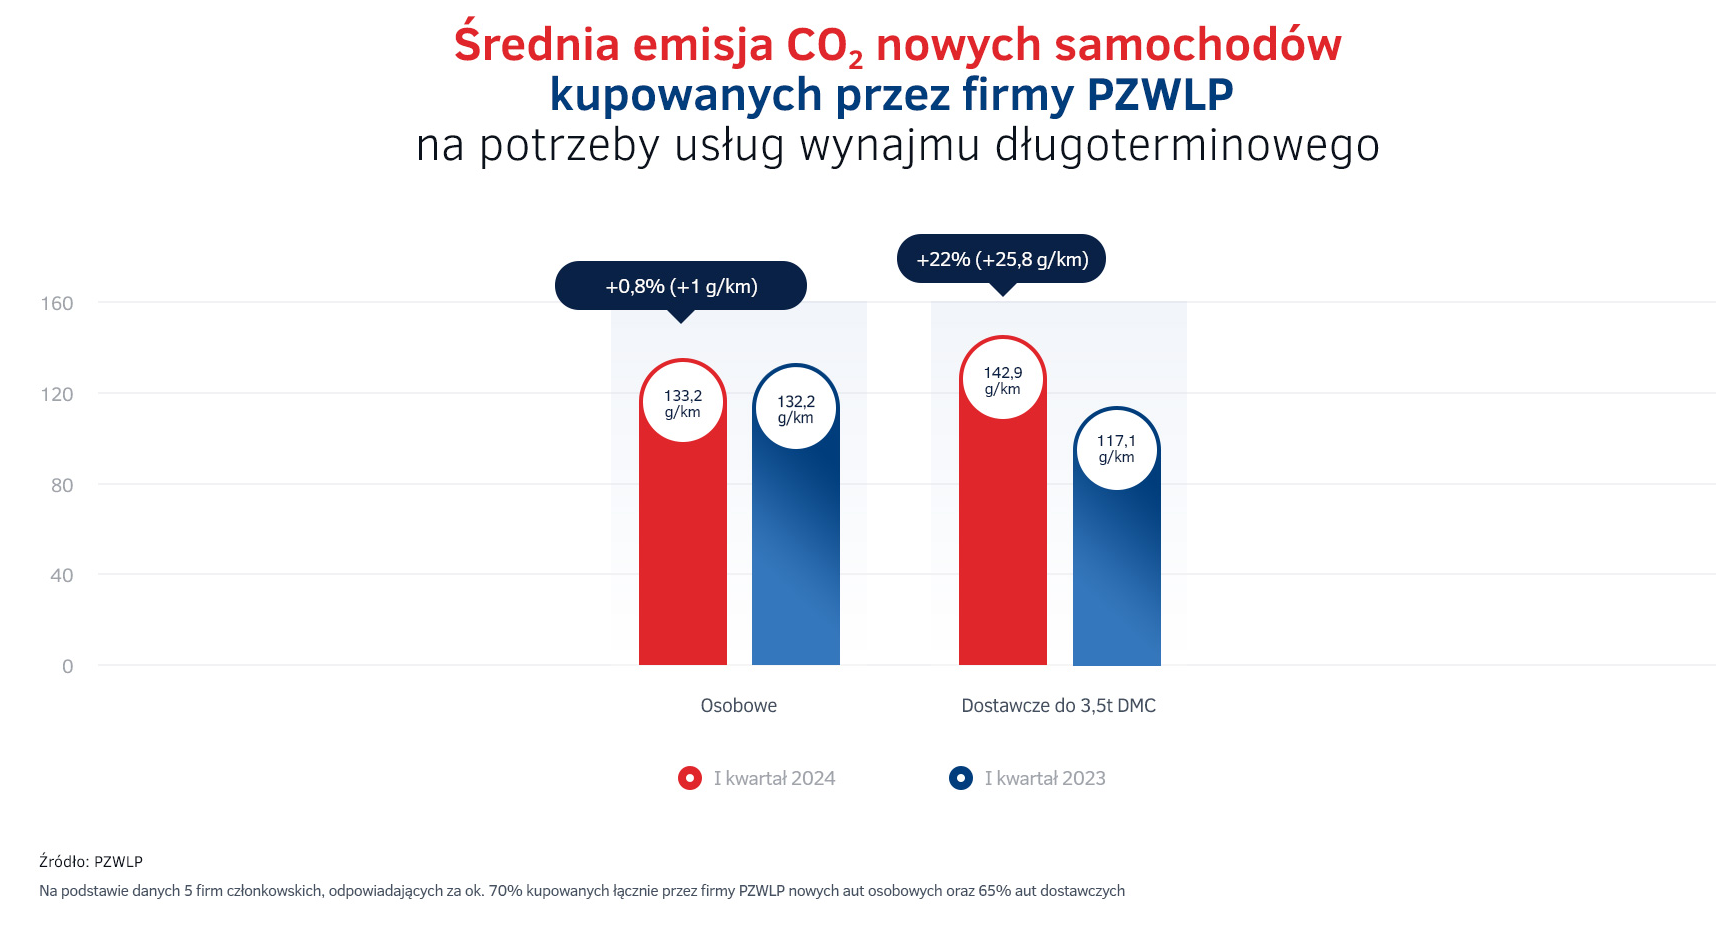 Średnia emisja CO₂ nowych samochodów
kupowanych przez firmy PZWLP
na potrzeby usług wynajmu długoterminowego
+22% (+25,8 g/km)
+0,8% (+1 g/km)
160
120
80
40
0
133,2
g/km
132,2
g/km
142,9
g/km
117,1
g/km
Osobowe
Dostawcze do 3,5t DMC
I kwartał 2024
I kwartał 2023
Źródło: PZWLP
Na podstawie danych 5 firm członkowskich, odpowiadających za ok. 70% kupowanych łącznie przez firmy PZWLP nowych aut osobowych oraz 65% aut dostawczych